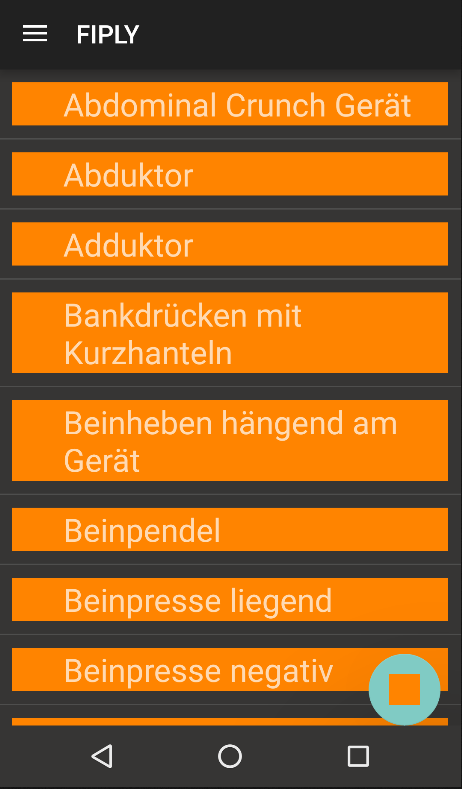 FIPLY
Abdominal Crunch Gerät
Abduktor
Adduktor
Bankdrücken mit
Kurzhanteln
Beinheben hängend am
Gerät
Beinpendel
Beinpresse liegend
Beinpresse negativ